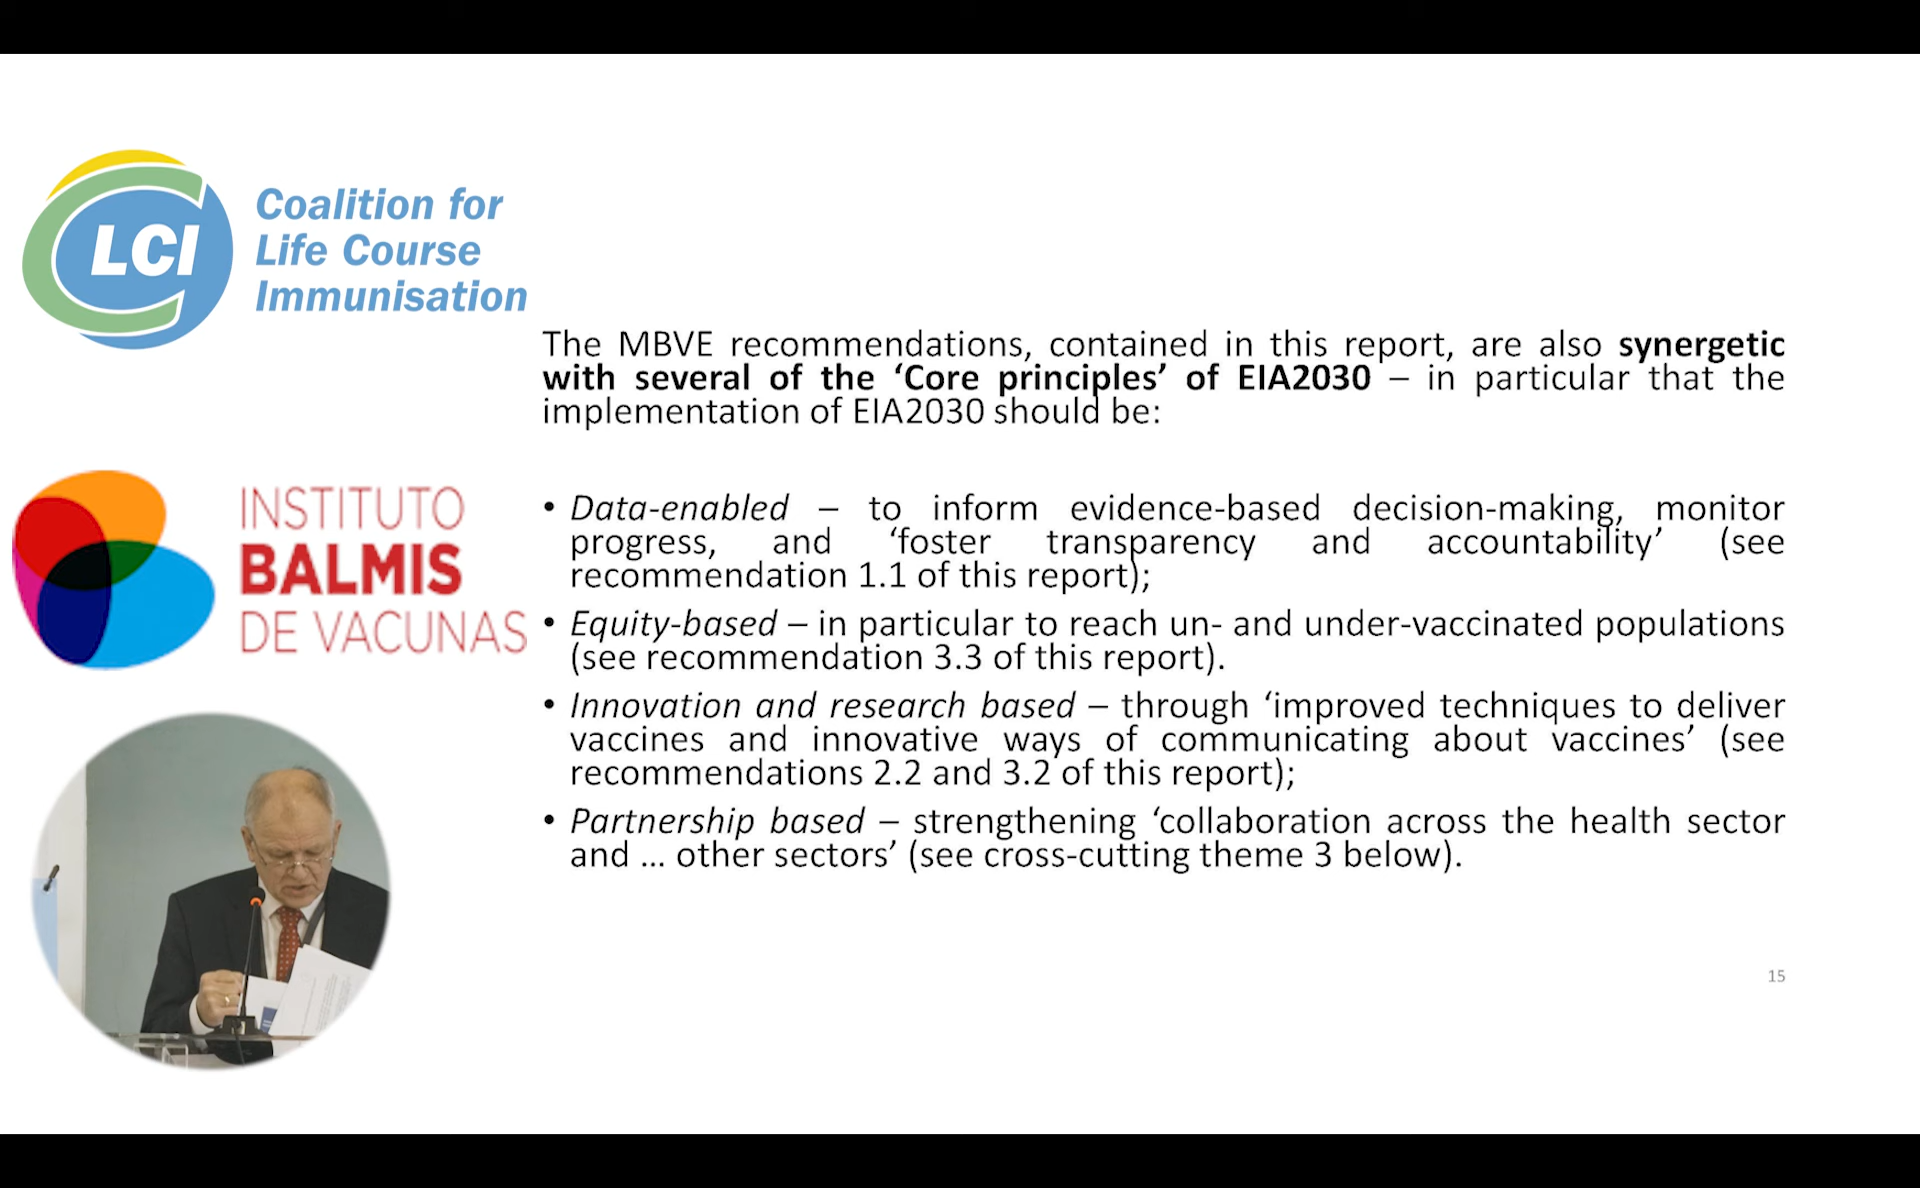 LCI
Coalition for
Life Course
Immunisation
The MBVE recommendations, contained in this report, are also synergetic
with several of the ‘Core principles’ of EIA2030 – in particular that the
implementation of EIA2030 should be:
INSTITUTO
BALMIS
DE VACUNAS
• Data-enabled – to inform evidence-based decision-making, monitor
progress, and ‘foster transparency and accountability’ (see
recommendation 1.1 of this report);
• Equity-based – in particular to reach un- and under-vaccinated populations
(see recommendation 3.3 of this report).
• Innovation and research based – through ‘improved techniques to deliver
vaccines and innovative ways of communicating about vaccines’ (see
recommendations 2.2 and 3.2 of this report);
• Partnership based – strengthening ‘collaboration across the health sector
and … other sectors’ (see cross-cutting theme 3 below).
15